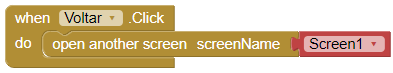 when Voltar .Click
do open another screen screenName Screen1